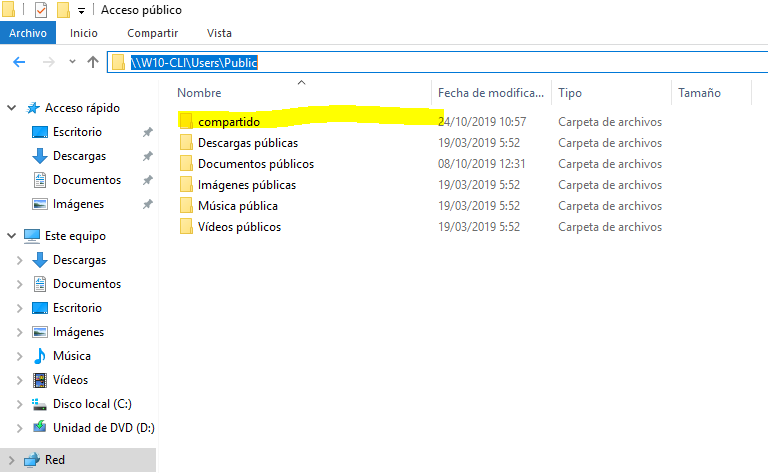 Acceso público
Archivo Inicio Compartir Vista
\\W10-CLI\Users\Public
Nombre Fecha de modifica... Tipo Tamaño
Acceso rápido
Escritorio
Descargas
Documentos
Imágenes
Este equipo
Descargas
Documentos
Escritorio
Imágenes
Música
Vídeos
Disco local (C:)
Unidad de DVD (D:)
Red
compartido 24/10/2019 10:57 Carpeta de archivos
Descargas públicas 19/03/2019 5:52 Carpeta de archivos
Documentos públicos 08/10/2019 12:31 Carpeta de archivos
Imágenes públicas 19/03/2019 5:52 Carpeta de archivos
Música pública 19/03/2019 5:52 Carpeta de archivos
Vídeos públicos 19/03/2019 5:52 Carpeta de archivos